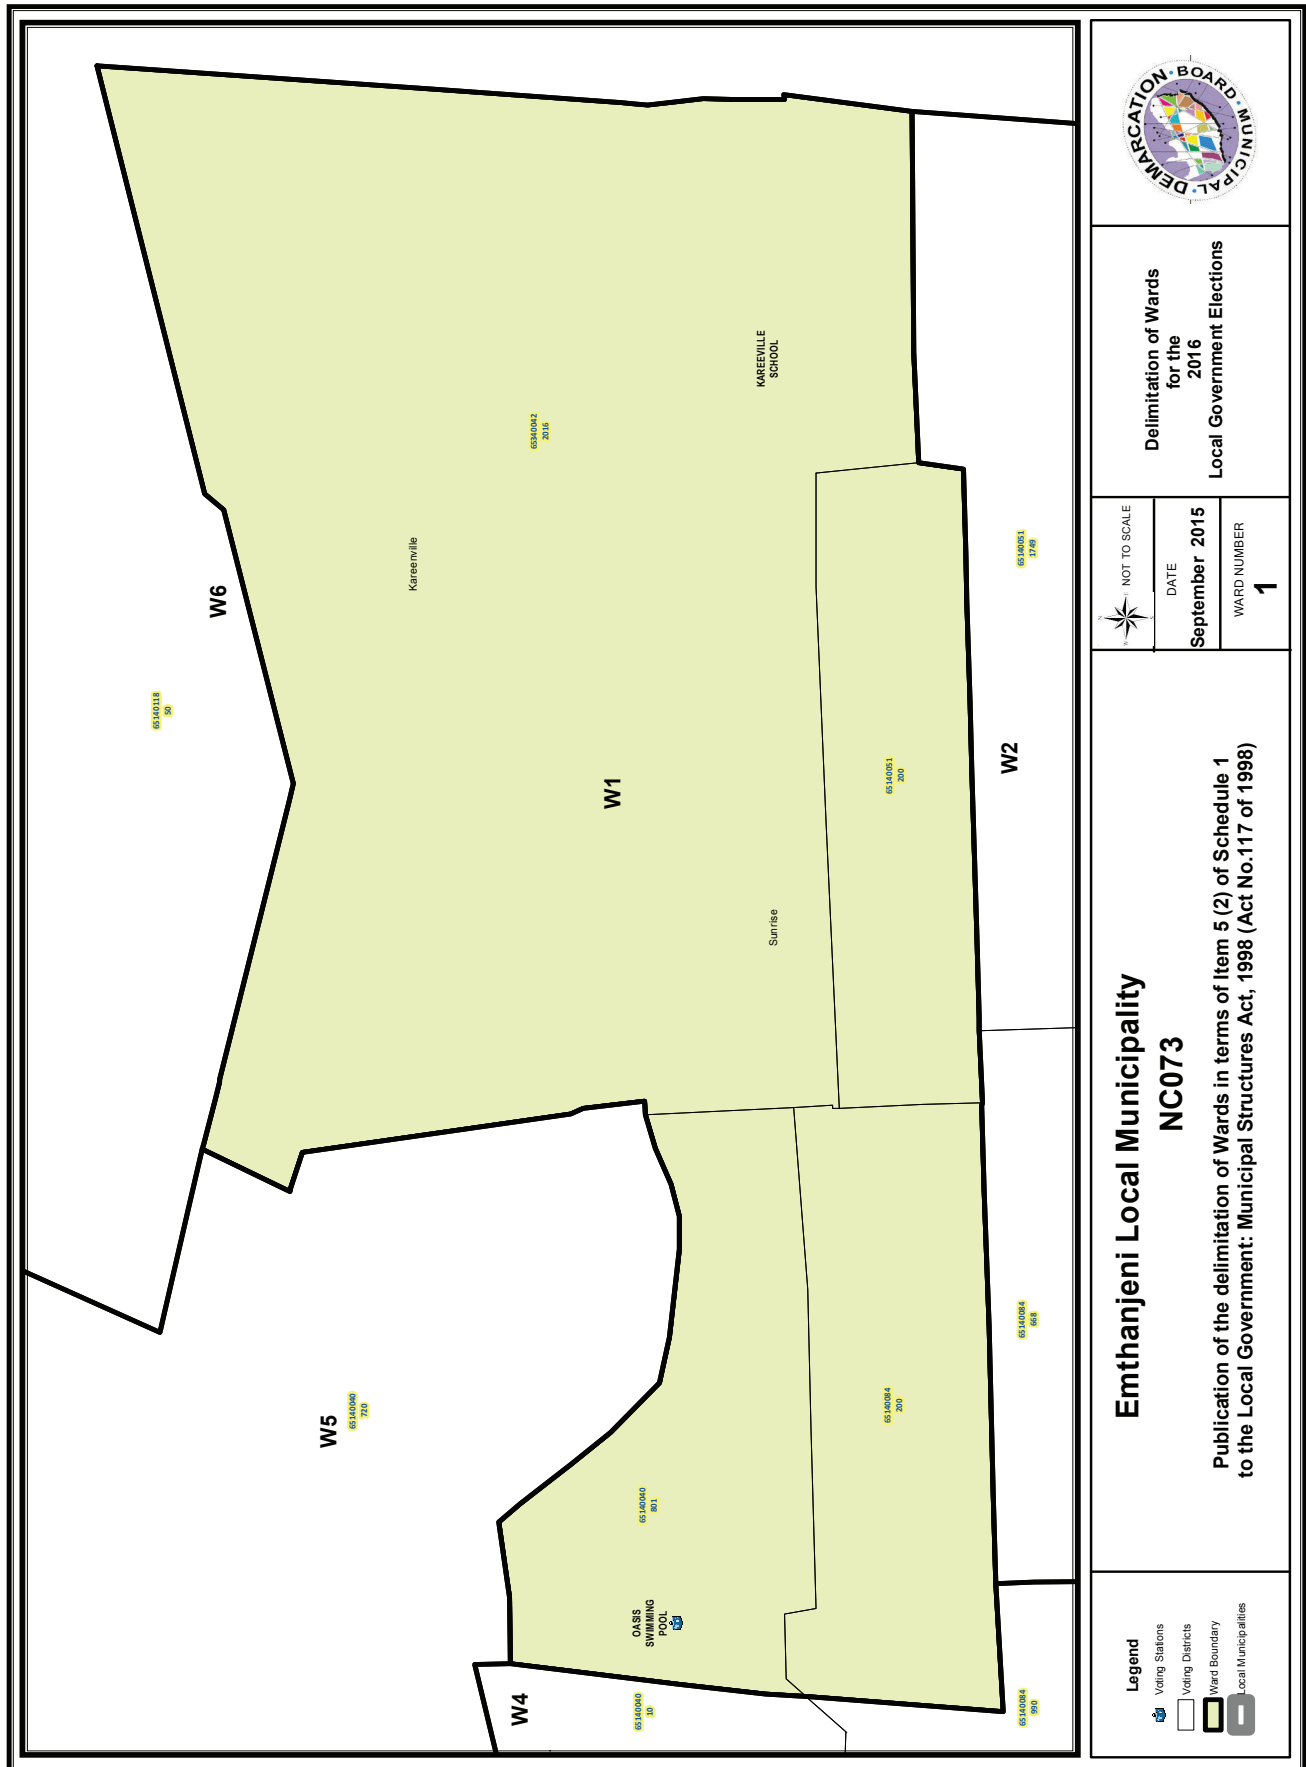 W6
65140118
50
Kareenville
65340042
2016
KAREEVILLE
SCHOOL
W1
Sunrise
65140051
200
65140051
1749
W2
W5
65140040
720
65140040
801
OASIS
SWIMMING
POOL
65140084
200
65140084
668
W4
65140040
10
65140084
990
Legend
Voting Stations
Voting Districts
Ward Boundary
Local Municipalities
Emthanjeni Local Municipality
NC073
Publication of the delimitation of Wards in terms of Item 5 (2) of Schedule 1
to the Local Government: Municipal Structures Act, 1998 (Act No.117 of 1998)
NOT TO SCALE
DATE
September 2015
WARD NUMBER
1
Delimitation of Wards
for the
2016
Local Government Elections
MUNICIPAL • DEMARCATION • BOARD •